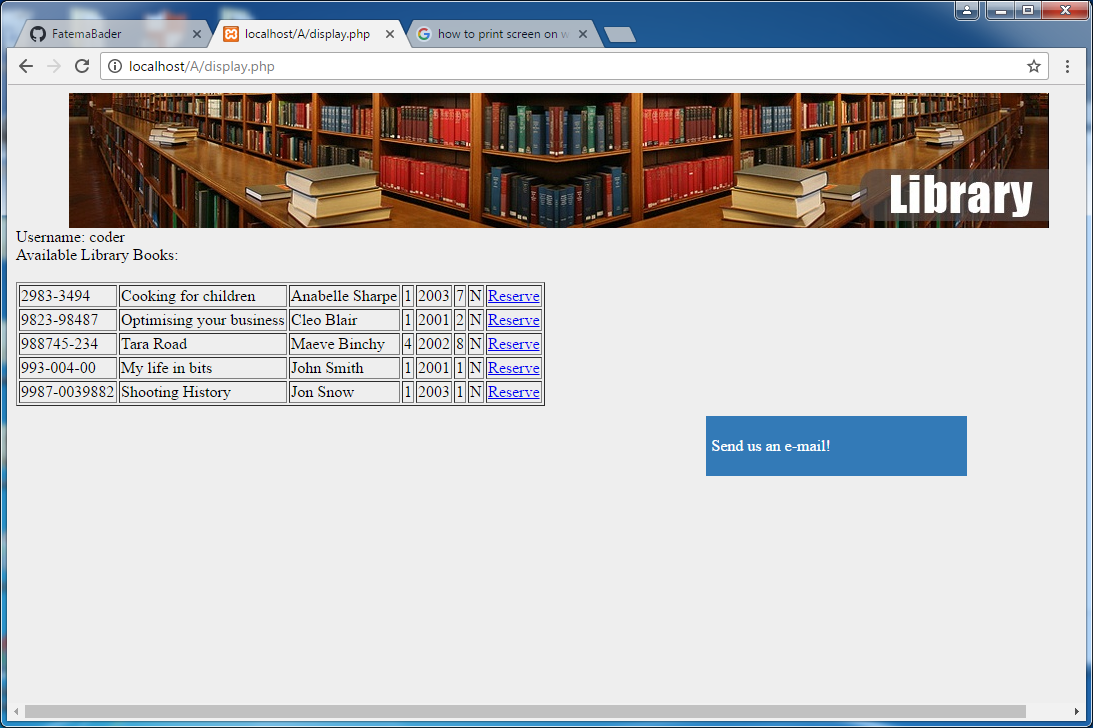 FatemaBader
localhost/A/display.php
how to print screen on w
localhost/A/display.php
Library
Username: coder
Available Library Books:
2983-3494 Cooking for children Anabelle Sharpe 1 2003 7 N Reserve
9823-98487 Optimising your business Cleo Blair 1 2001 2 N Reserve
988745-234 Tara Road Maeve Binchy 4 2002 8 N Reserve
993-004-00 My life in bits John Smith 1 2001 1 N Reserve
9987-0039882 Shooting History Jon Snow 1 2003 1 N Reserve
Send us an e-mail!